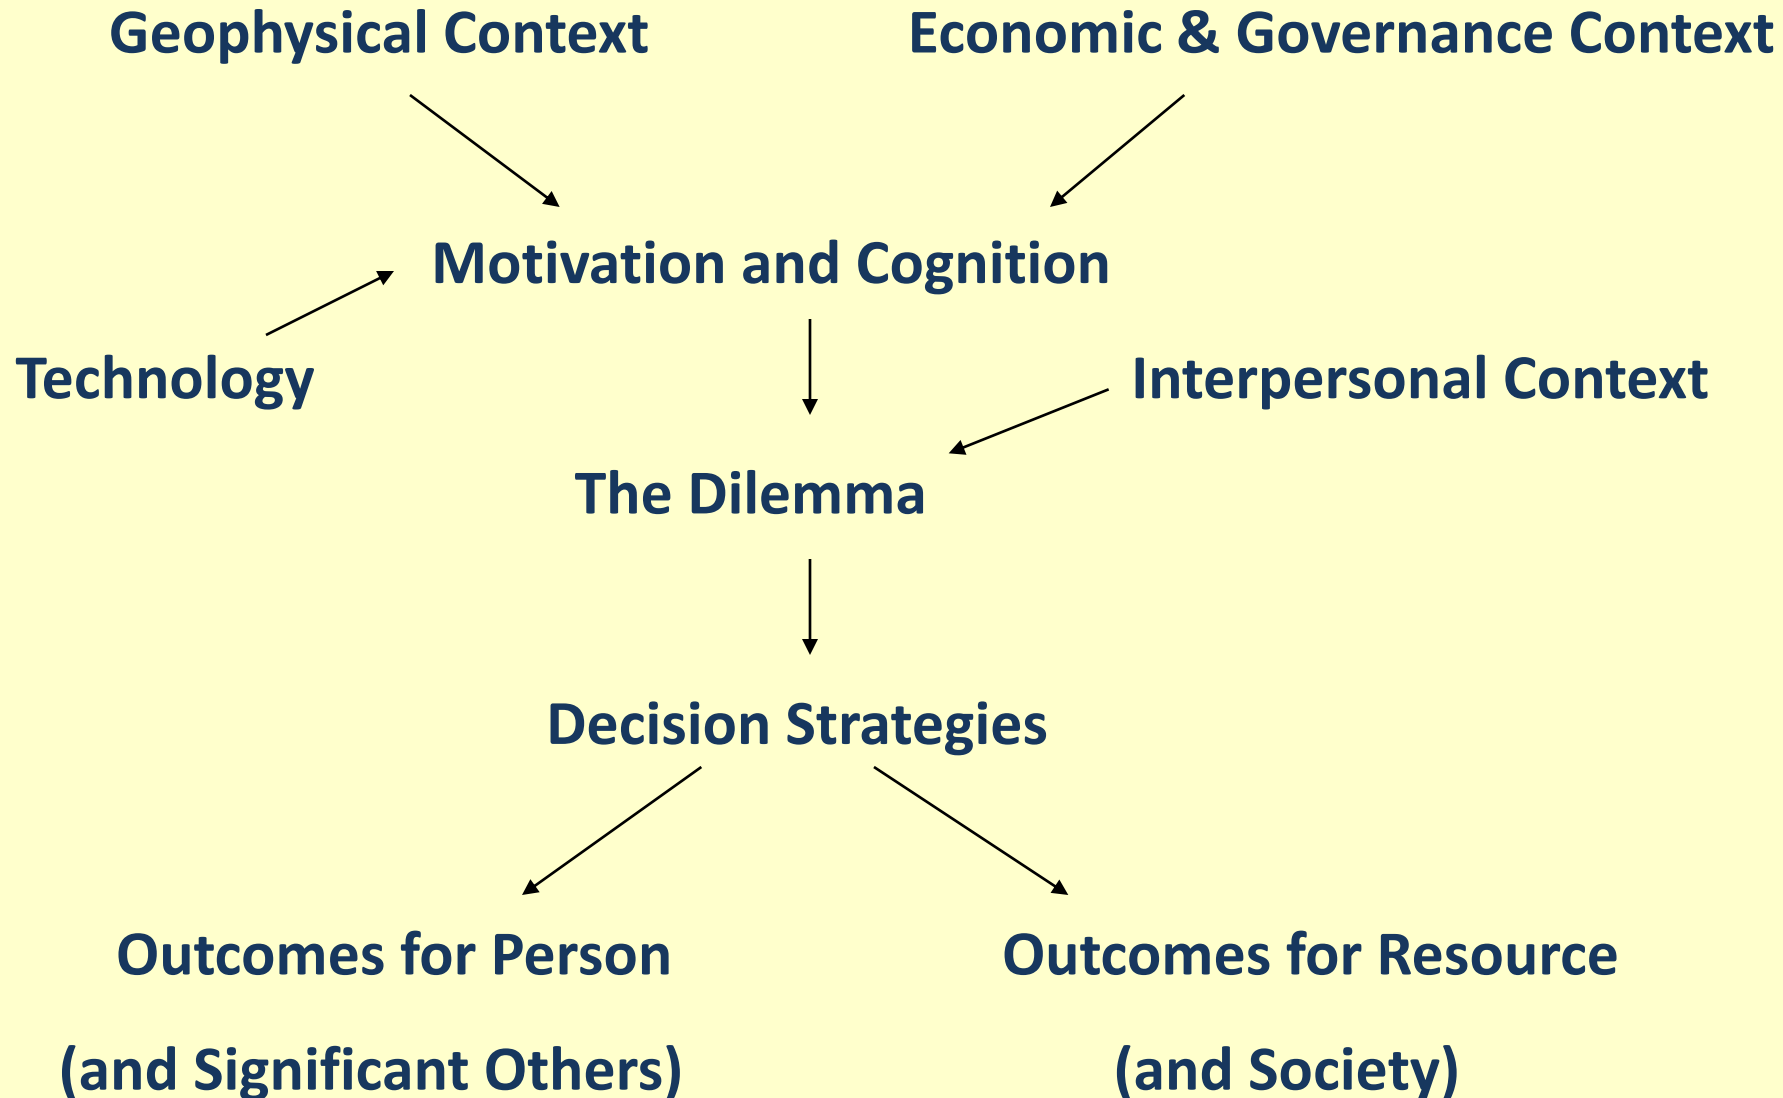 Geophysical Context
Economic & Governance Context
Motivation and Cognition
Technology
Interpersonal Context
The Dilemma
Decision Strategies
Outcomes for Person
Outcomes for Resource
(and Significant Others)
(and Society)